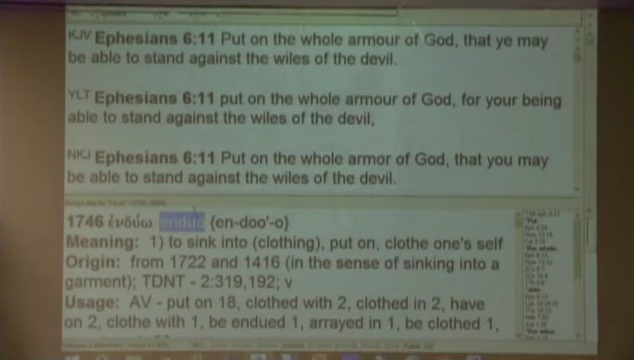 KJV Ephesians 6:11 Put on the whole armour of God, that ye may
be able to stand against the wiles of the devil.
YLT Ephesians 6:11 put on the whole armour of God, for your being
able to stand against the wiles of the devil,
NKJ Ephesians 6:11 Put on the whole armor of God, that you may
be able to stand against the wiles of the devil.
1746 ἐνδύω enduo {en-doo'-o}
Meaning: 1) to sink into (clothing), put on, clothe one's self
Origin: from 1722 and 1416 (in the sense of sinking into a
garment); TDNT - 2:319,192; v
Usage: AV - put on 18, clothed with 2, clothed in 2, have
on 2, clothe with 1, be endued 1, arrayed in 1, be clothed 1,